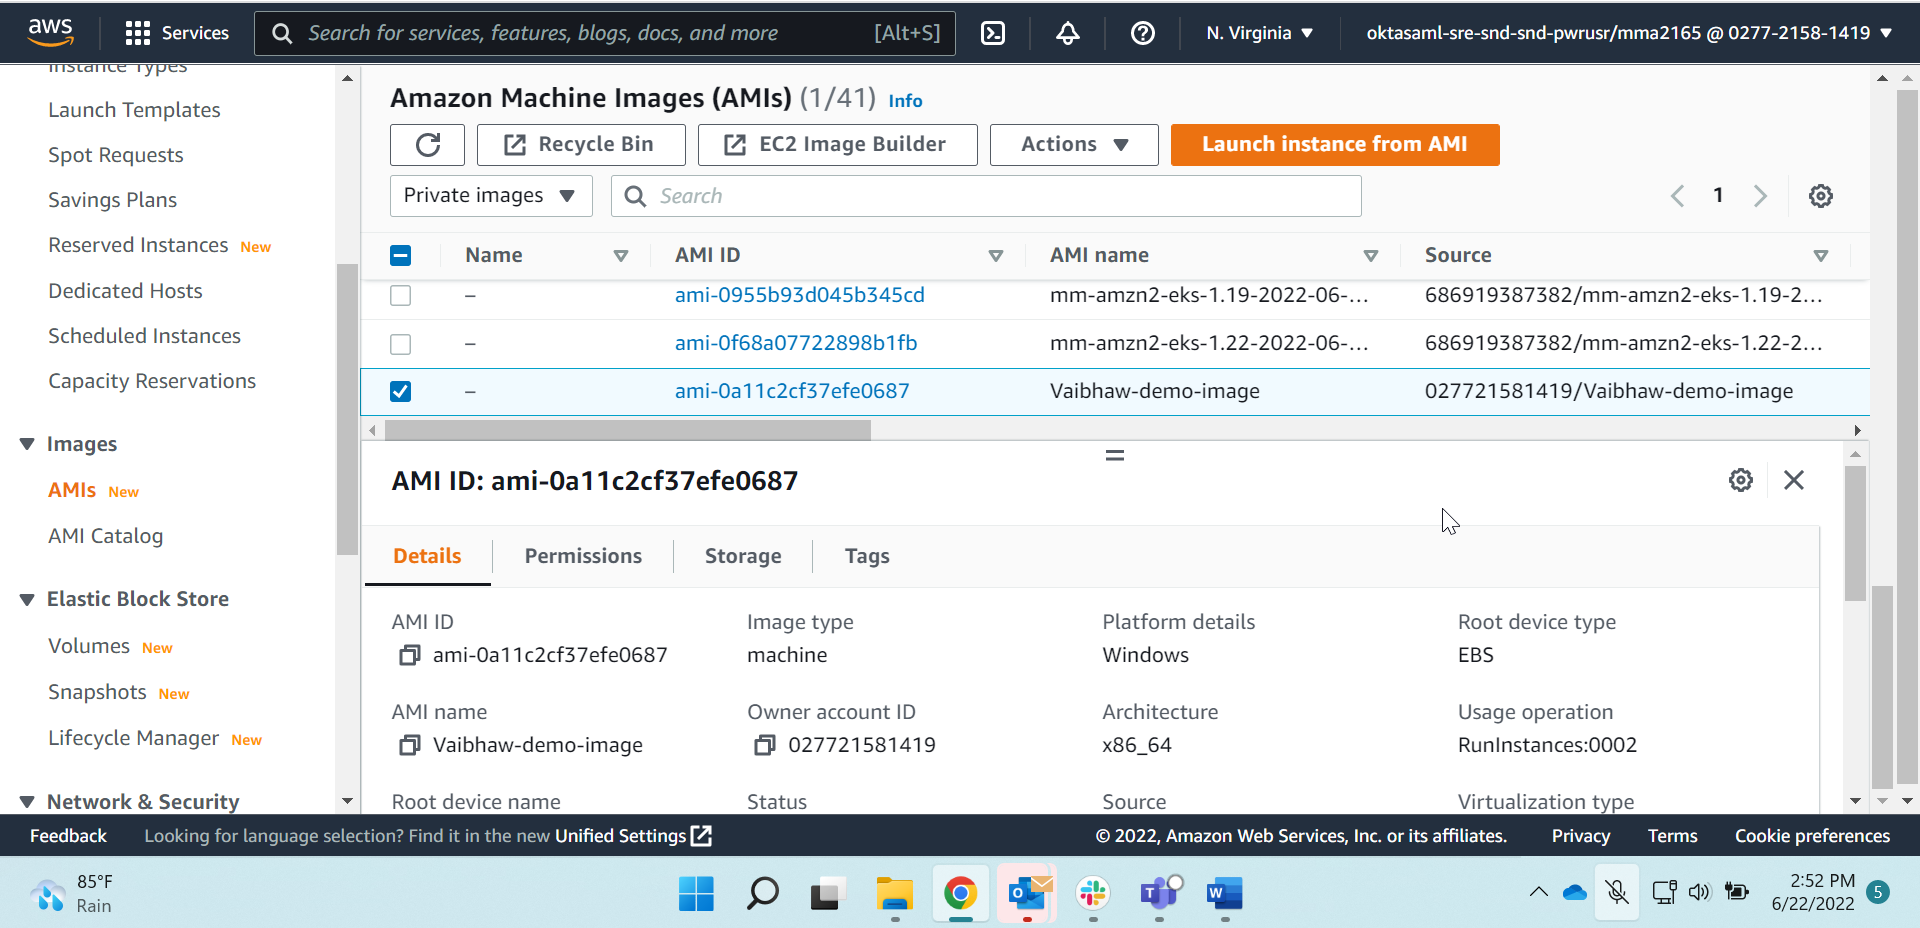 aws
Services
Search for services, features, blogs, docs, and more [Alt+S]
N. Virginia
oktasaml-sre-snd-snd-pwrusr/mma2165 @ 0277-2158-1419
Instance Types
Launch Templates
Spot Requests
Savings Plans
Reserved Instances New
Dedicated Hosts
Scheduled Instances
Capacity Reservations
Images
AMIs New
AMI Catalog
Elastic Block Store
Volumes New
Snapshots New
Lifecycle Manager New
Network & Security
Amazon Machine Images (AMIs) (1/41) Info
Recycle Bin
EC2 Image Builder
Actions
Launch instance from AMI
Private images
Search
1
Name AMI ID AMI name Source
– ami-0955b93d045b345cd mm-amzn2-eks-1.19-2022-06-... 686919387382/mm-amzn2-eks-1.19-2...
– ami-0f68a07722898b1fb mm-amzn2-eks-1.22-2022-06-... 686919387382/mm-amzn2-eks-1.22-2...
– ami-0a11c2cf37efe0687 Vaibhaw-demo-image 027721581419/Vaibhaw-demo-image
AMI ID: ami-0a11c2cf37efe0687
Details Permissions Storage Tags
AMI ID Image type Platform details Root device type
ami-0a11c2cf37efe0687 machine Windows EBS
AMI name Owner account ID Architecture Usage operation
Vaibhaw-demo-image 027721581419 x86_64 RunInstances:0002
Root device name Status Source Virtualization type
Feedback Looking for language selection? Find it in the new Unified Settings © 2022, Amazon Web Services, Inc. or its affiliates. Privacy Terms Cookie preferences
85°F
Rain
2:52 PM
6/22/2022
5